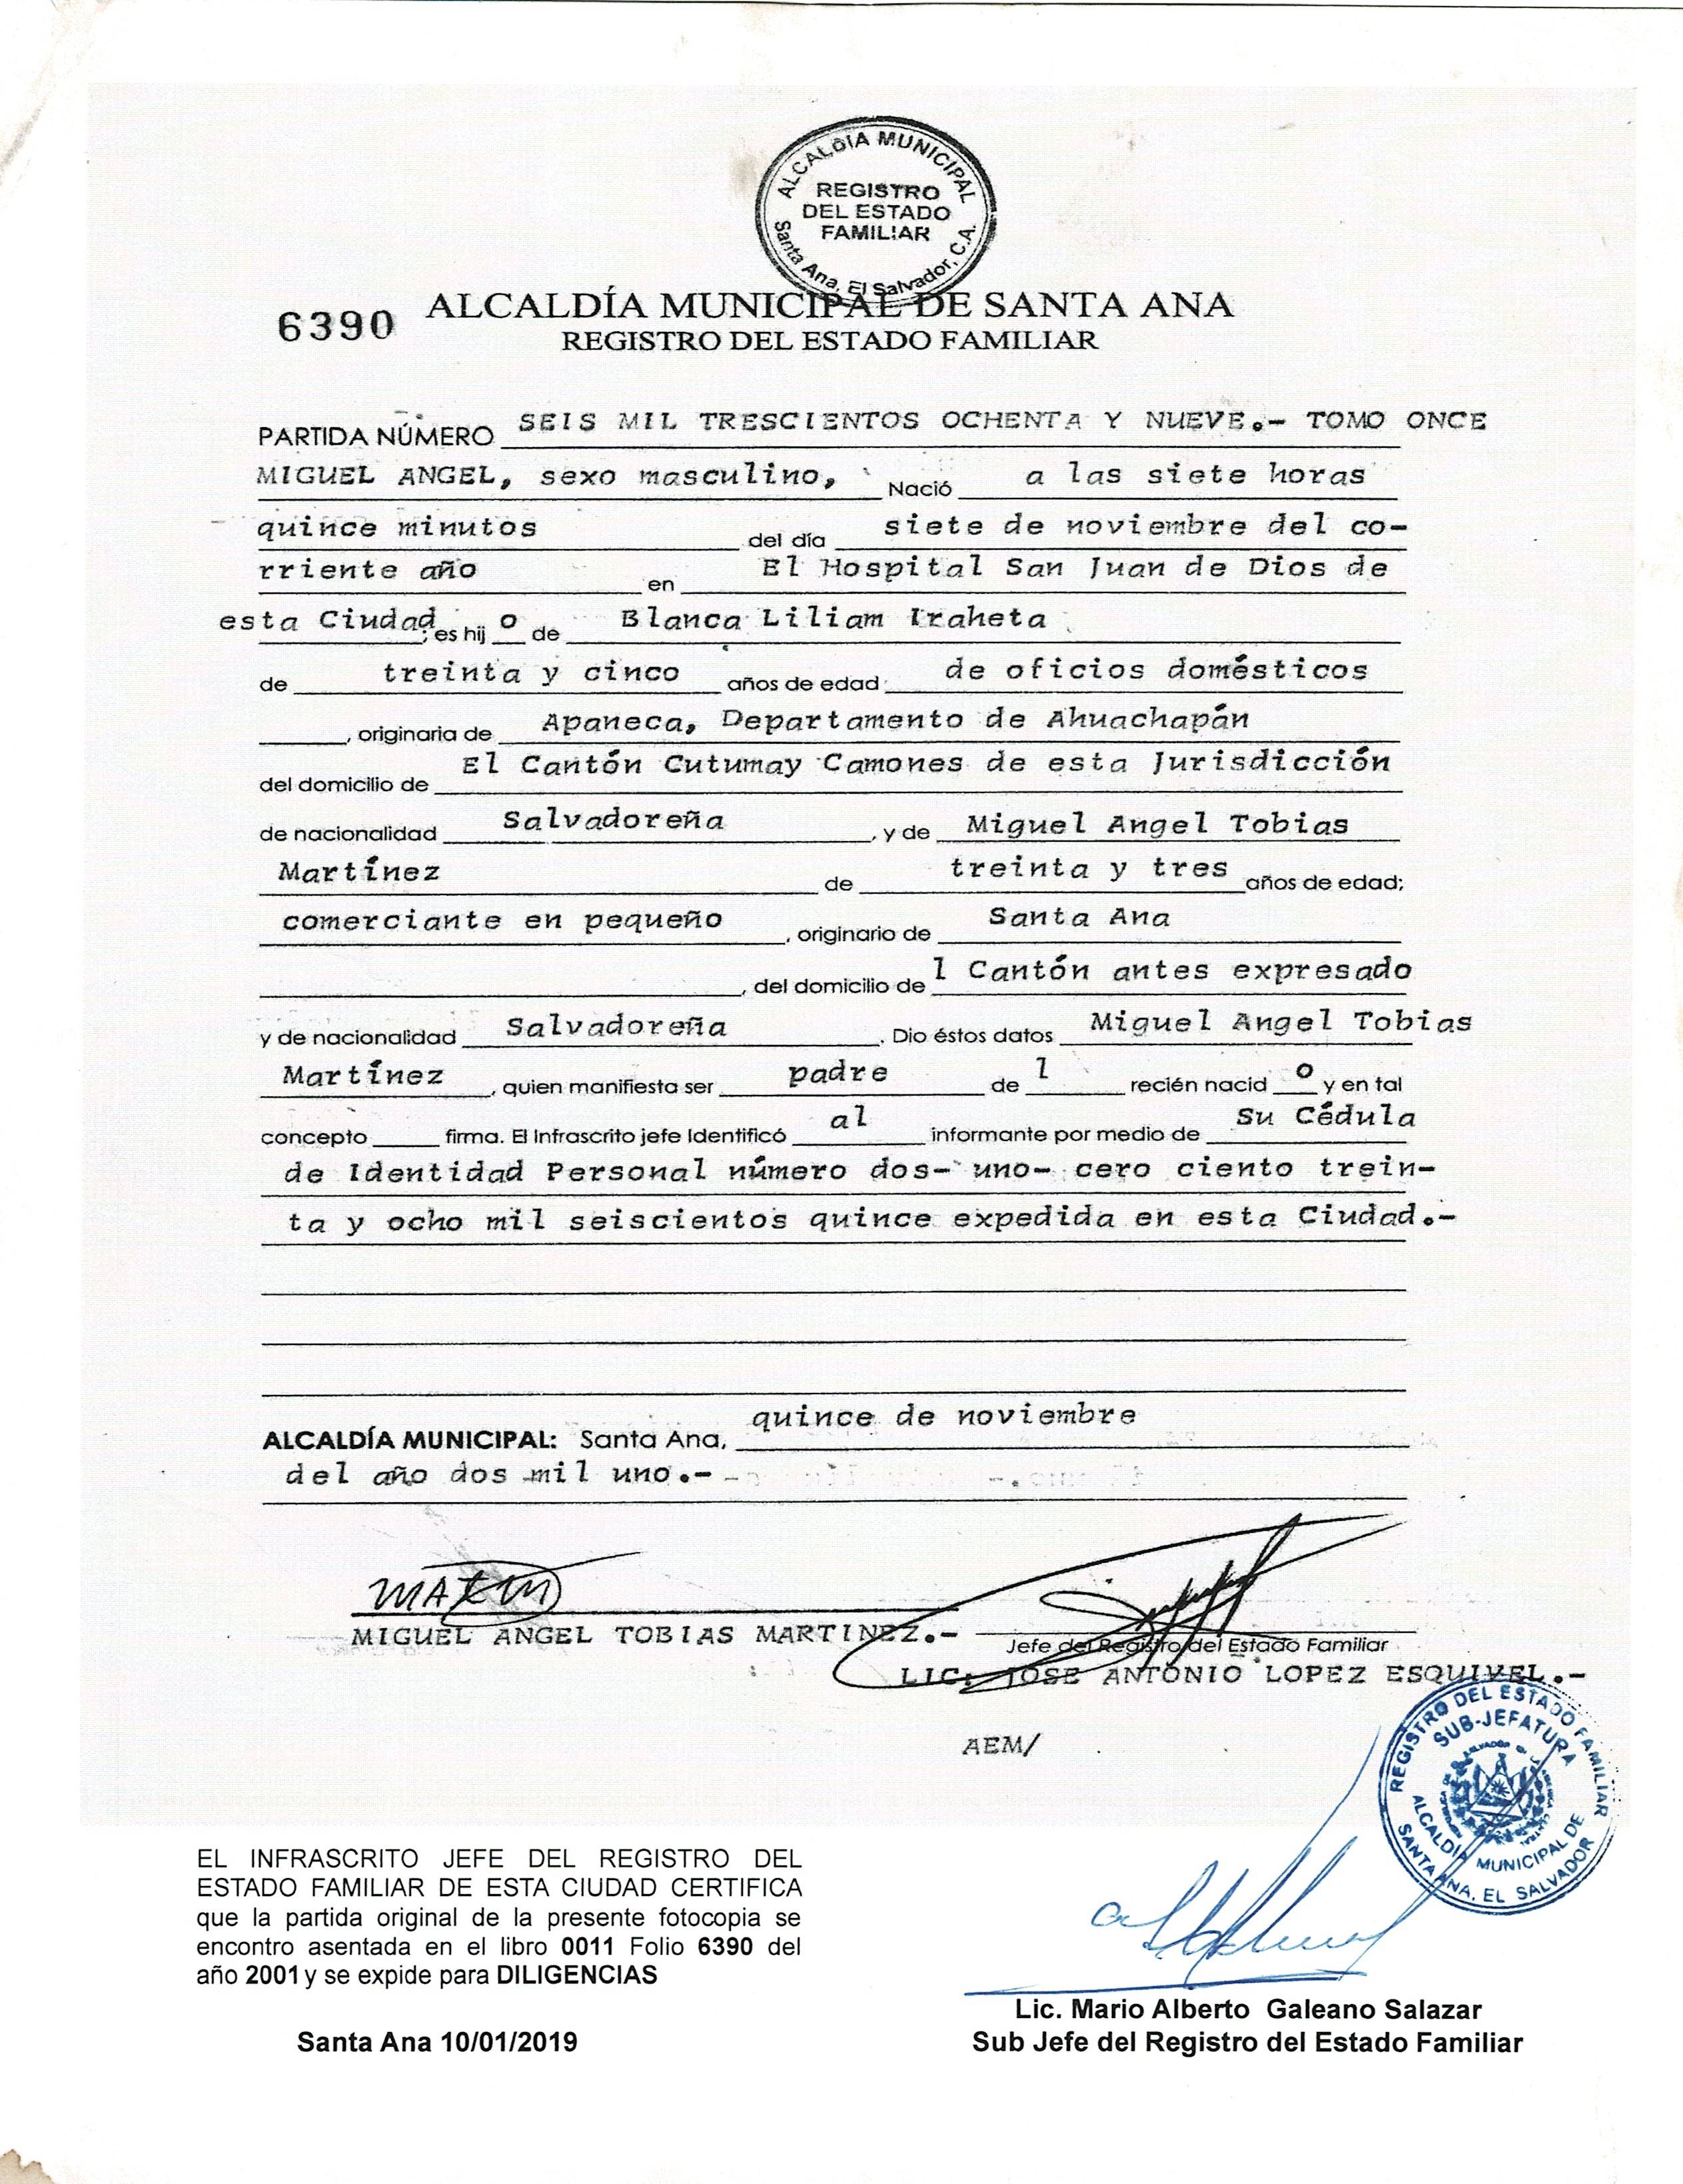 ALCALDIA MUNICIPAL
REGISTRO
DEL ESTADO
FAMILIAR
Santa Ana, El Salvador, C.A.
6390
ALCALDÍA MUNICIPAL DE SANTA ANA
REGISTRO DEL ESTADO FAMILIAR
PARTIDA NÚMERO SEIS MIL TRESCIENTOS OCHENTA Y NUEVE.- TOMO ONCE
MIGUEL ANGEL, sexo masculino, Nació a las siete horas
quince minutos del día siete de noviembre del co-
rriente año en El Hospital San Juan de Dios de
esta Ciudad; es hij o de Blanca Liliam Iraheta
de treinta y cinco años de edad de oficios domésticos
, originaria de Apaneca, Departamento de Ahuachapán
del domicilio de El Cantón Cutumay Camones de esta Jurisdicción
de nacionalidad Salvadoreña, y de Miguel Angel Tobias
Martínez de treinta y tres años de edad;
comerciante en pequeño, originario de Santa Ana
, del domicilio de l Cantón antes expresado
y de nacionalidad Salvadoreña. Dio éstos datos Miguel Angel Tobias
Martínez, quien manifiesta ser padre de l recién nacid o y en tal
concepto firma. El Infrascrito jefe Identificó al informante por medio de Su Cédula
de Identidad Personal número dos- uno- cero ciento trein-
ta y ocho mil seiscientos quince expedida en esta Ciudad.-
ALCALDÍA MUNICIPAL: Santa Ana, quince de noviembre
del año dos mil uno.-
MIGUEL ANGEL TOBIAS MARTINEZ.-
Jefe del Registro del Estado Familiar
LIC. JOSE ANTONIO LOPEZ ESQUIVEL.-
AEM/
REGISTRO DEL ESTADO FAMILIAR
SUB-JEFATURA
ALCALDIA MUNICIPAL DE
SANTA ANA, EL SALVADOR
EL INFRASCRITO JEFE DEL REGISTRO DEL
ESTADO FAMILIAR DE ESTA CIUDAD CERTIFICA
que la partida original de la presente fotocopia se
encontro asentada en el libro 0011 Folio 6390 del
año 2001 y se expide para DILIGENCIAS
Santa Ana 10/01/2019
Lic. Mario Alberto Galeano Salazar
Sub Jefe del Registro del Estado Familiar